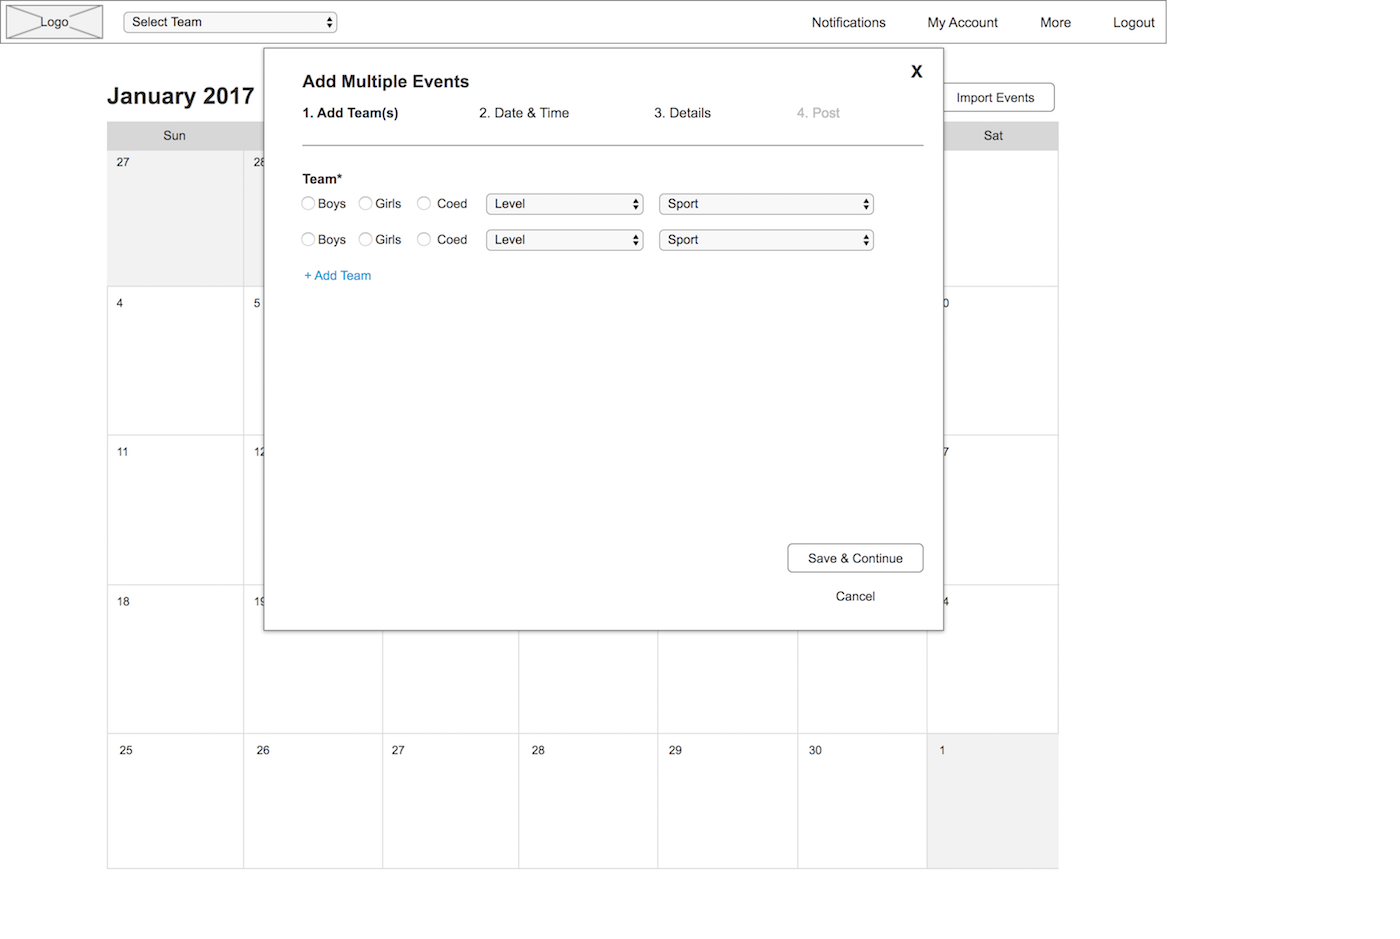 Logo Select Team Notifications My Account More Logout
Add Multiple Events X
January 2017 Import Events
1. Add Team(s) 2. Date & Time 3. Details 4. Post
Sun Sat
27 28
Team*
Boys Girls Coed Level Sport
Boys Girls Coed Level Sport
+ Add Team
4 5 0
11 12 7
Save & Continue
Cancel
18 19 4
25 26 27 28 29 30 1